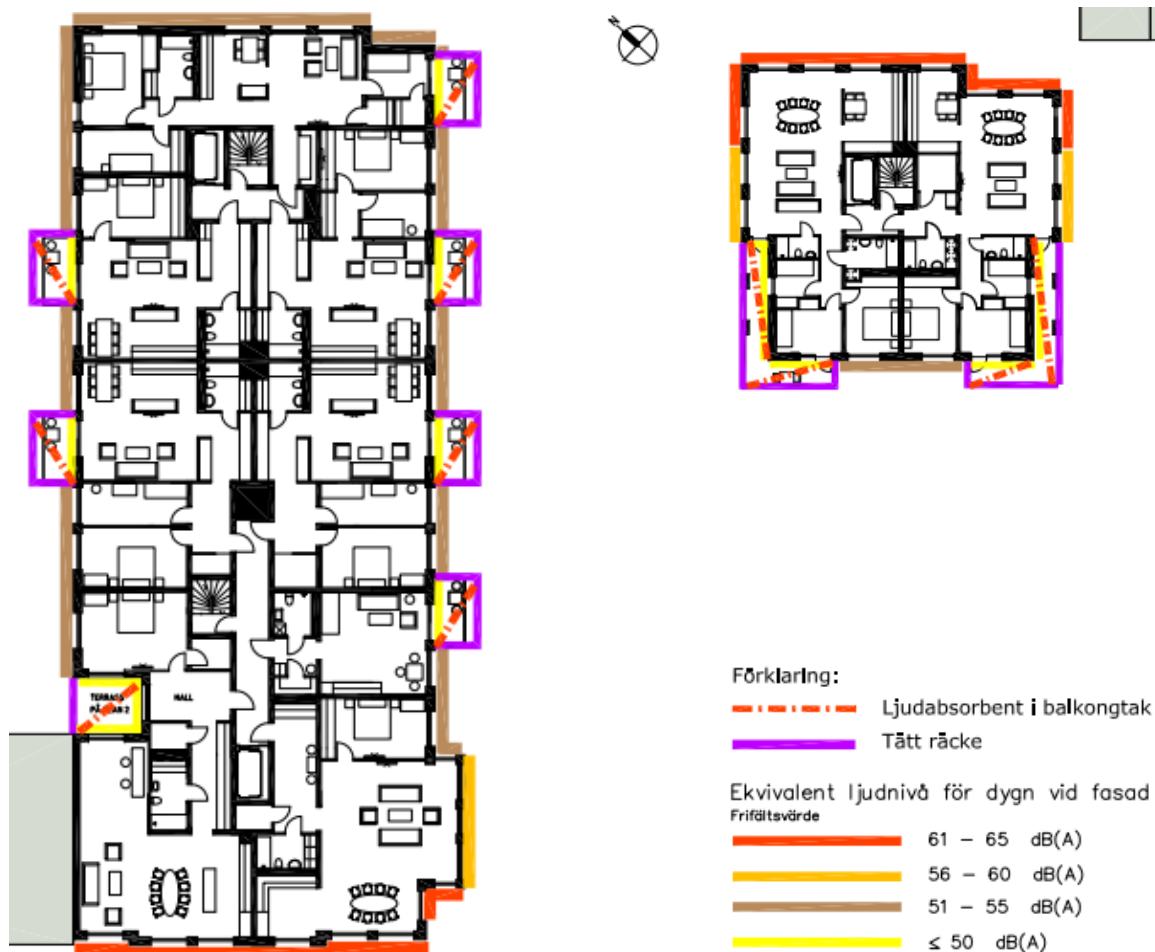 N
TERRASS
PÅ PLAN 2
HALL
Förklaring:
Ljudabsorbent i balkongtak
Tätt räcke
Ekvivalent ljudnivå för dygn vid fasad
Frifältsvärde
61 – 65 dB(A)
56 – 60 dB(A)
51 – 55 dB(A)
≤ 50 dB(A)